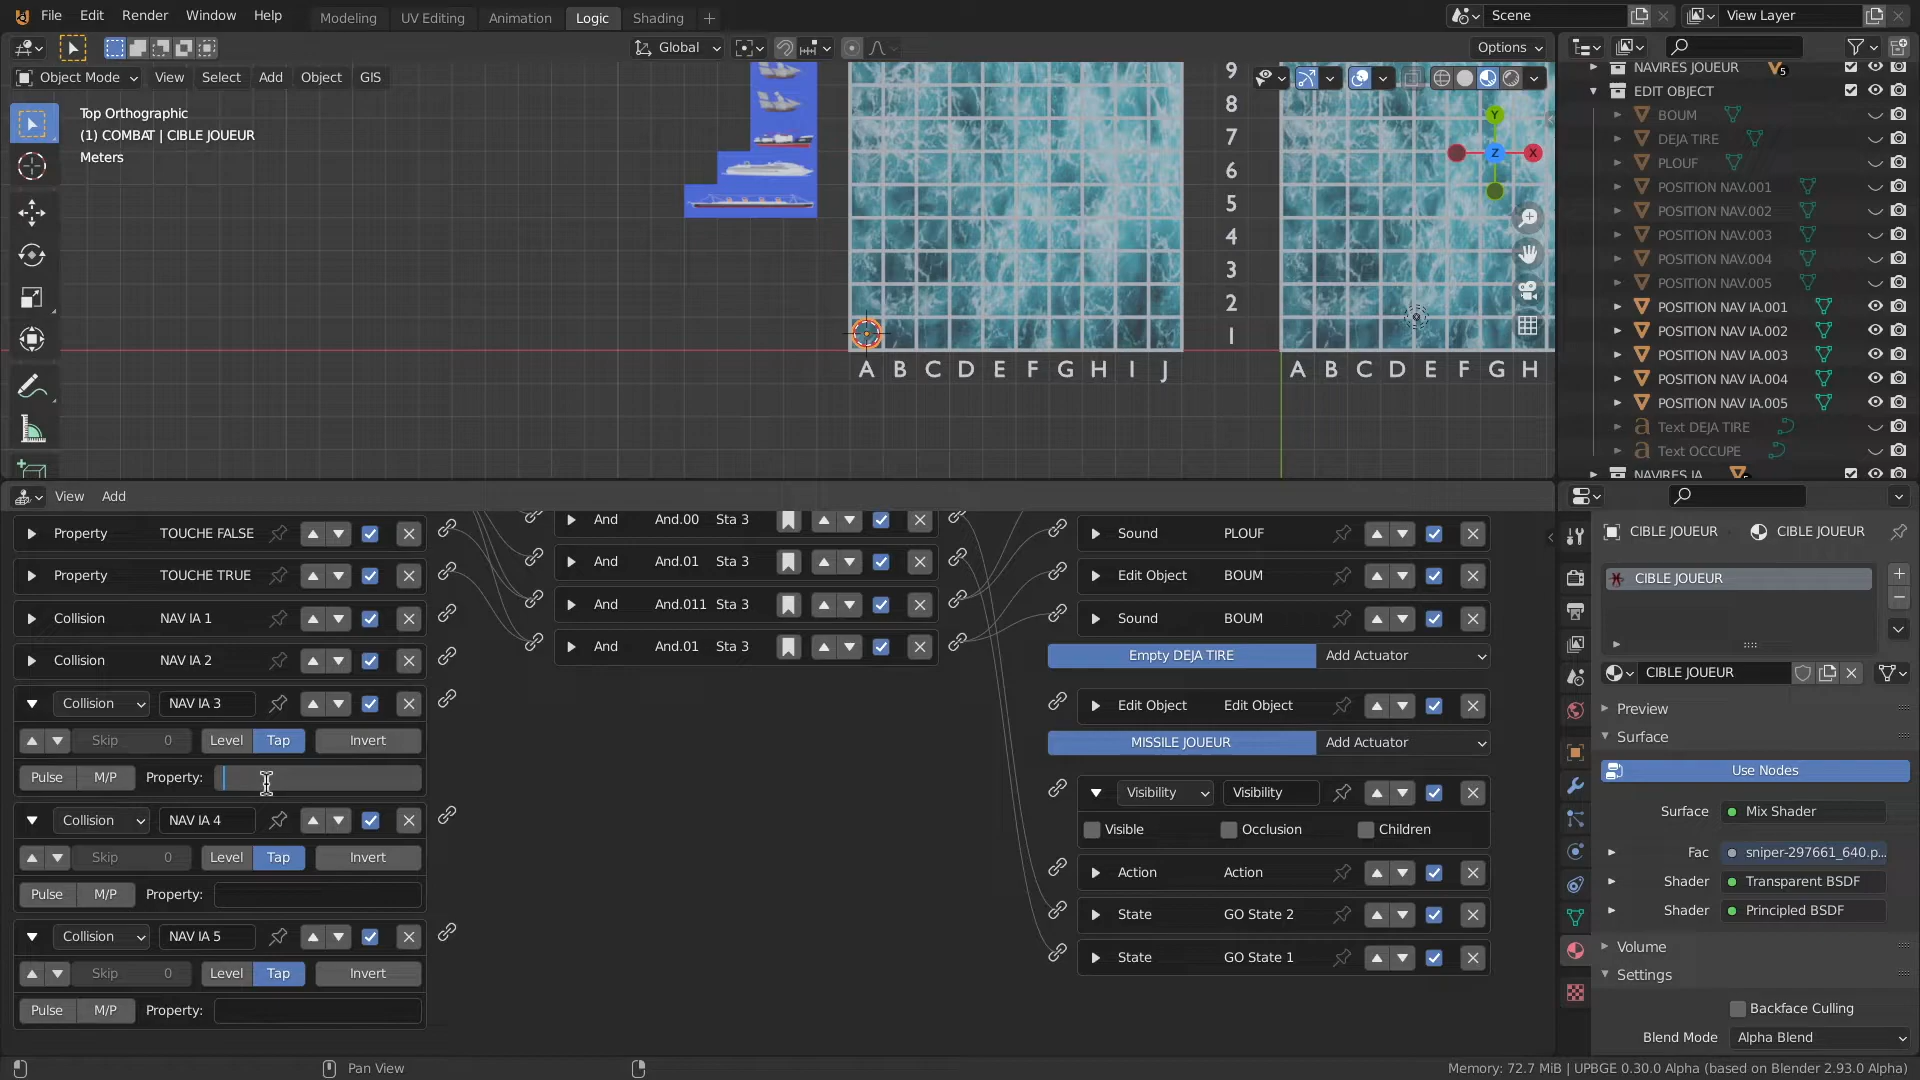 File Edit Render Window Help Modeling UV Editing Animation Logic Shading + Scene View Layer
Global Options
Object Mode View Select Add Object GIS
Top Orthographic
(1) COMBAT | CIBLE JOUEUR
Meters
9
8
7
6
5
4
3
2
1
A B C D E F G H I J
A B C D E F G H
Y
X
Z
NAVIRES JOUEUR 5
EDIT OBJECT
BOUM
DEJA TIRE
PLOUF
POSITION NAV.001
POSITION NAV.002
POSITION NAV.003
POSITION NAV.004
POSITION NAV.005
POSITION NAV IA.001
POSITION NAV IA.002
POSITION NAV IA.003
POSITION NAV IA.004
POSITION NAV IA.005
Text DEJA TIRE
Text OCCUPE
NAVIRES IA
View Add
Property TOUCHE FALSE
Property TOUCHE TRUE
Collision NAV IA 1
Collision NAV IA 2
Collision NAV IA 3
Skip 0 Level Tap Invert
Pulse M/P Property:
Collision NAV IA 4
Skip 0 Level Tap Invert
Pulse M/P Property:
Collision NAV IA 5
Skip 0 Level Tap Invert
Pulse M/P Property:
And And.00 Sta 3
And And.01 Sta 3
And And.011 Sta 3
And And.01 Sta 3
Sound PLOUF
Edit Object BOUM
Sound BOUM
Empty DEJA TIRE Add Actuator
Edit Object Edit Object
MISSILE JOUEUR Add Actuator
Visibility Visibility
Visible Occlusion Children
Action Action
State GO State 2
State GO State 1
CIBLE JOUEUR CIBLE JOUEUR
CIBLE JOUEUR
CIBLE JOUEUR
Preview
Surface
Use Nodes
Surface Mix Shader
Fac sniper-297661_640.p...
Shader Transparent BSDF
Shader Principled BSDF
Volume
Settings
Backface Culling
Blend Mode Alpha Blend
Pan View
Memory: 72.7 MiB | UPBGE 0.30.0 Alpha (based on Blender 2.93.0 Alpha)